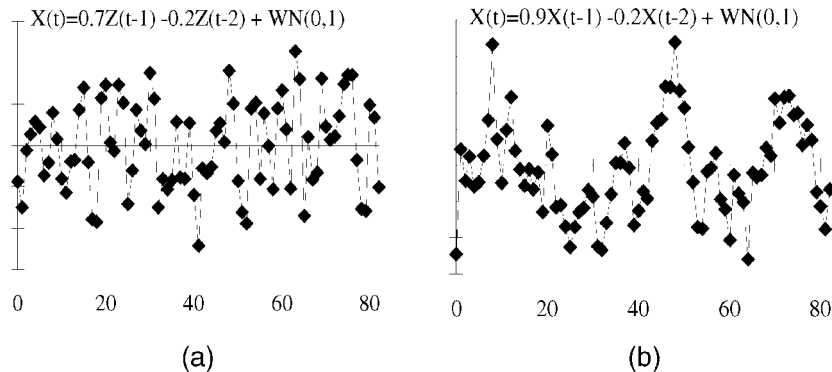 X(t)=0.7Z(t-1) -0.2Z(t-2) + WN(0,1)
X(t)=0.9X(t-1) -0.2X(t-2) + WN(0,1)
0 20 40 60 80
0 20 40 60 80
(a)
(b)